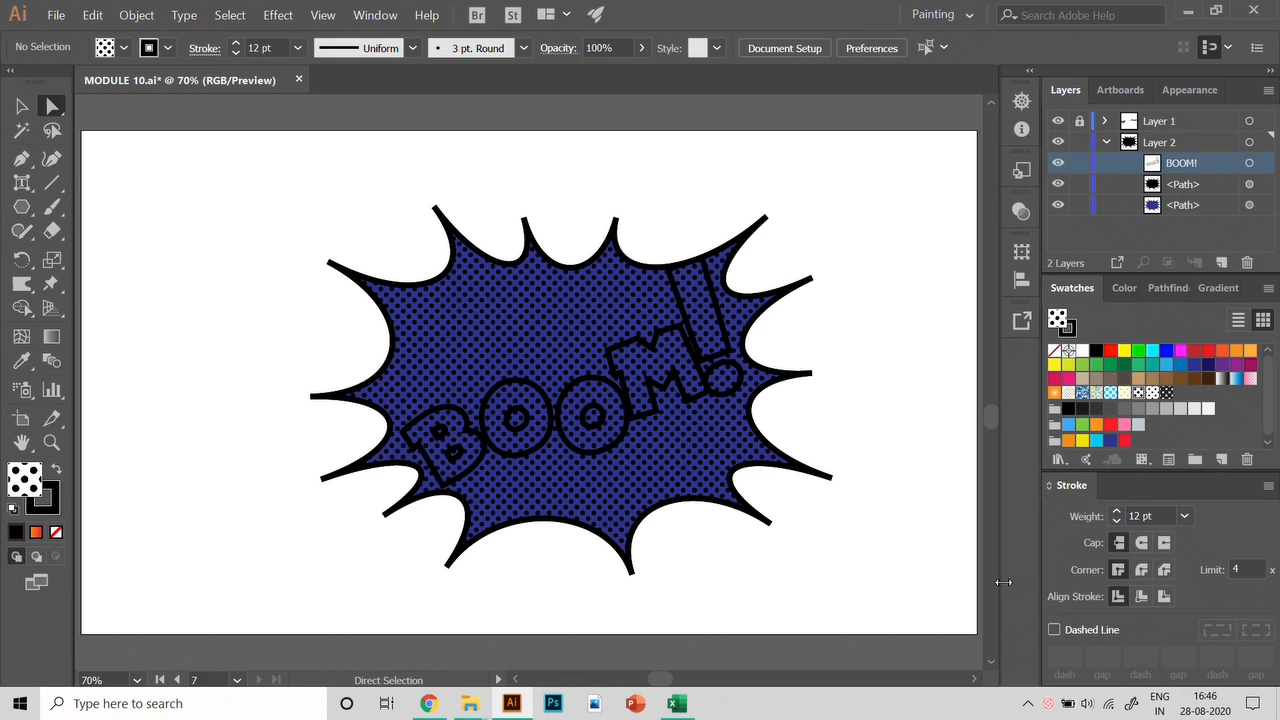 Ai File Edit Object Type Select Effect View Window Help Br St Painting Search Adobe Help
No Selection Stroke: 12 pt Uniform 3 pt. Round Opacity: 100% Style: Document Setup Preferences
MODULE 10.ai* @ 70% (RGB/Preview)
Layers Artboards Appearance
Layer 1
Layer 2
BOOM!
<Path>
<Path>
2 Layers
Swatches Color Pathfind Gradient
BOOM!
Stroke
Weight: 12 pt
Cap:
Corner: Limit: 4 x
Align Stroke:
Dashed Line
dash gap dash gap dash gap
70% 7 Direct Selection
Type here to search
Ai Ps
ENG 16:46
IN 28-08-2020